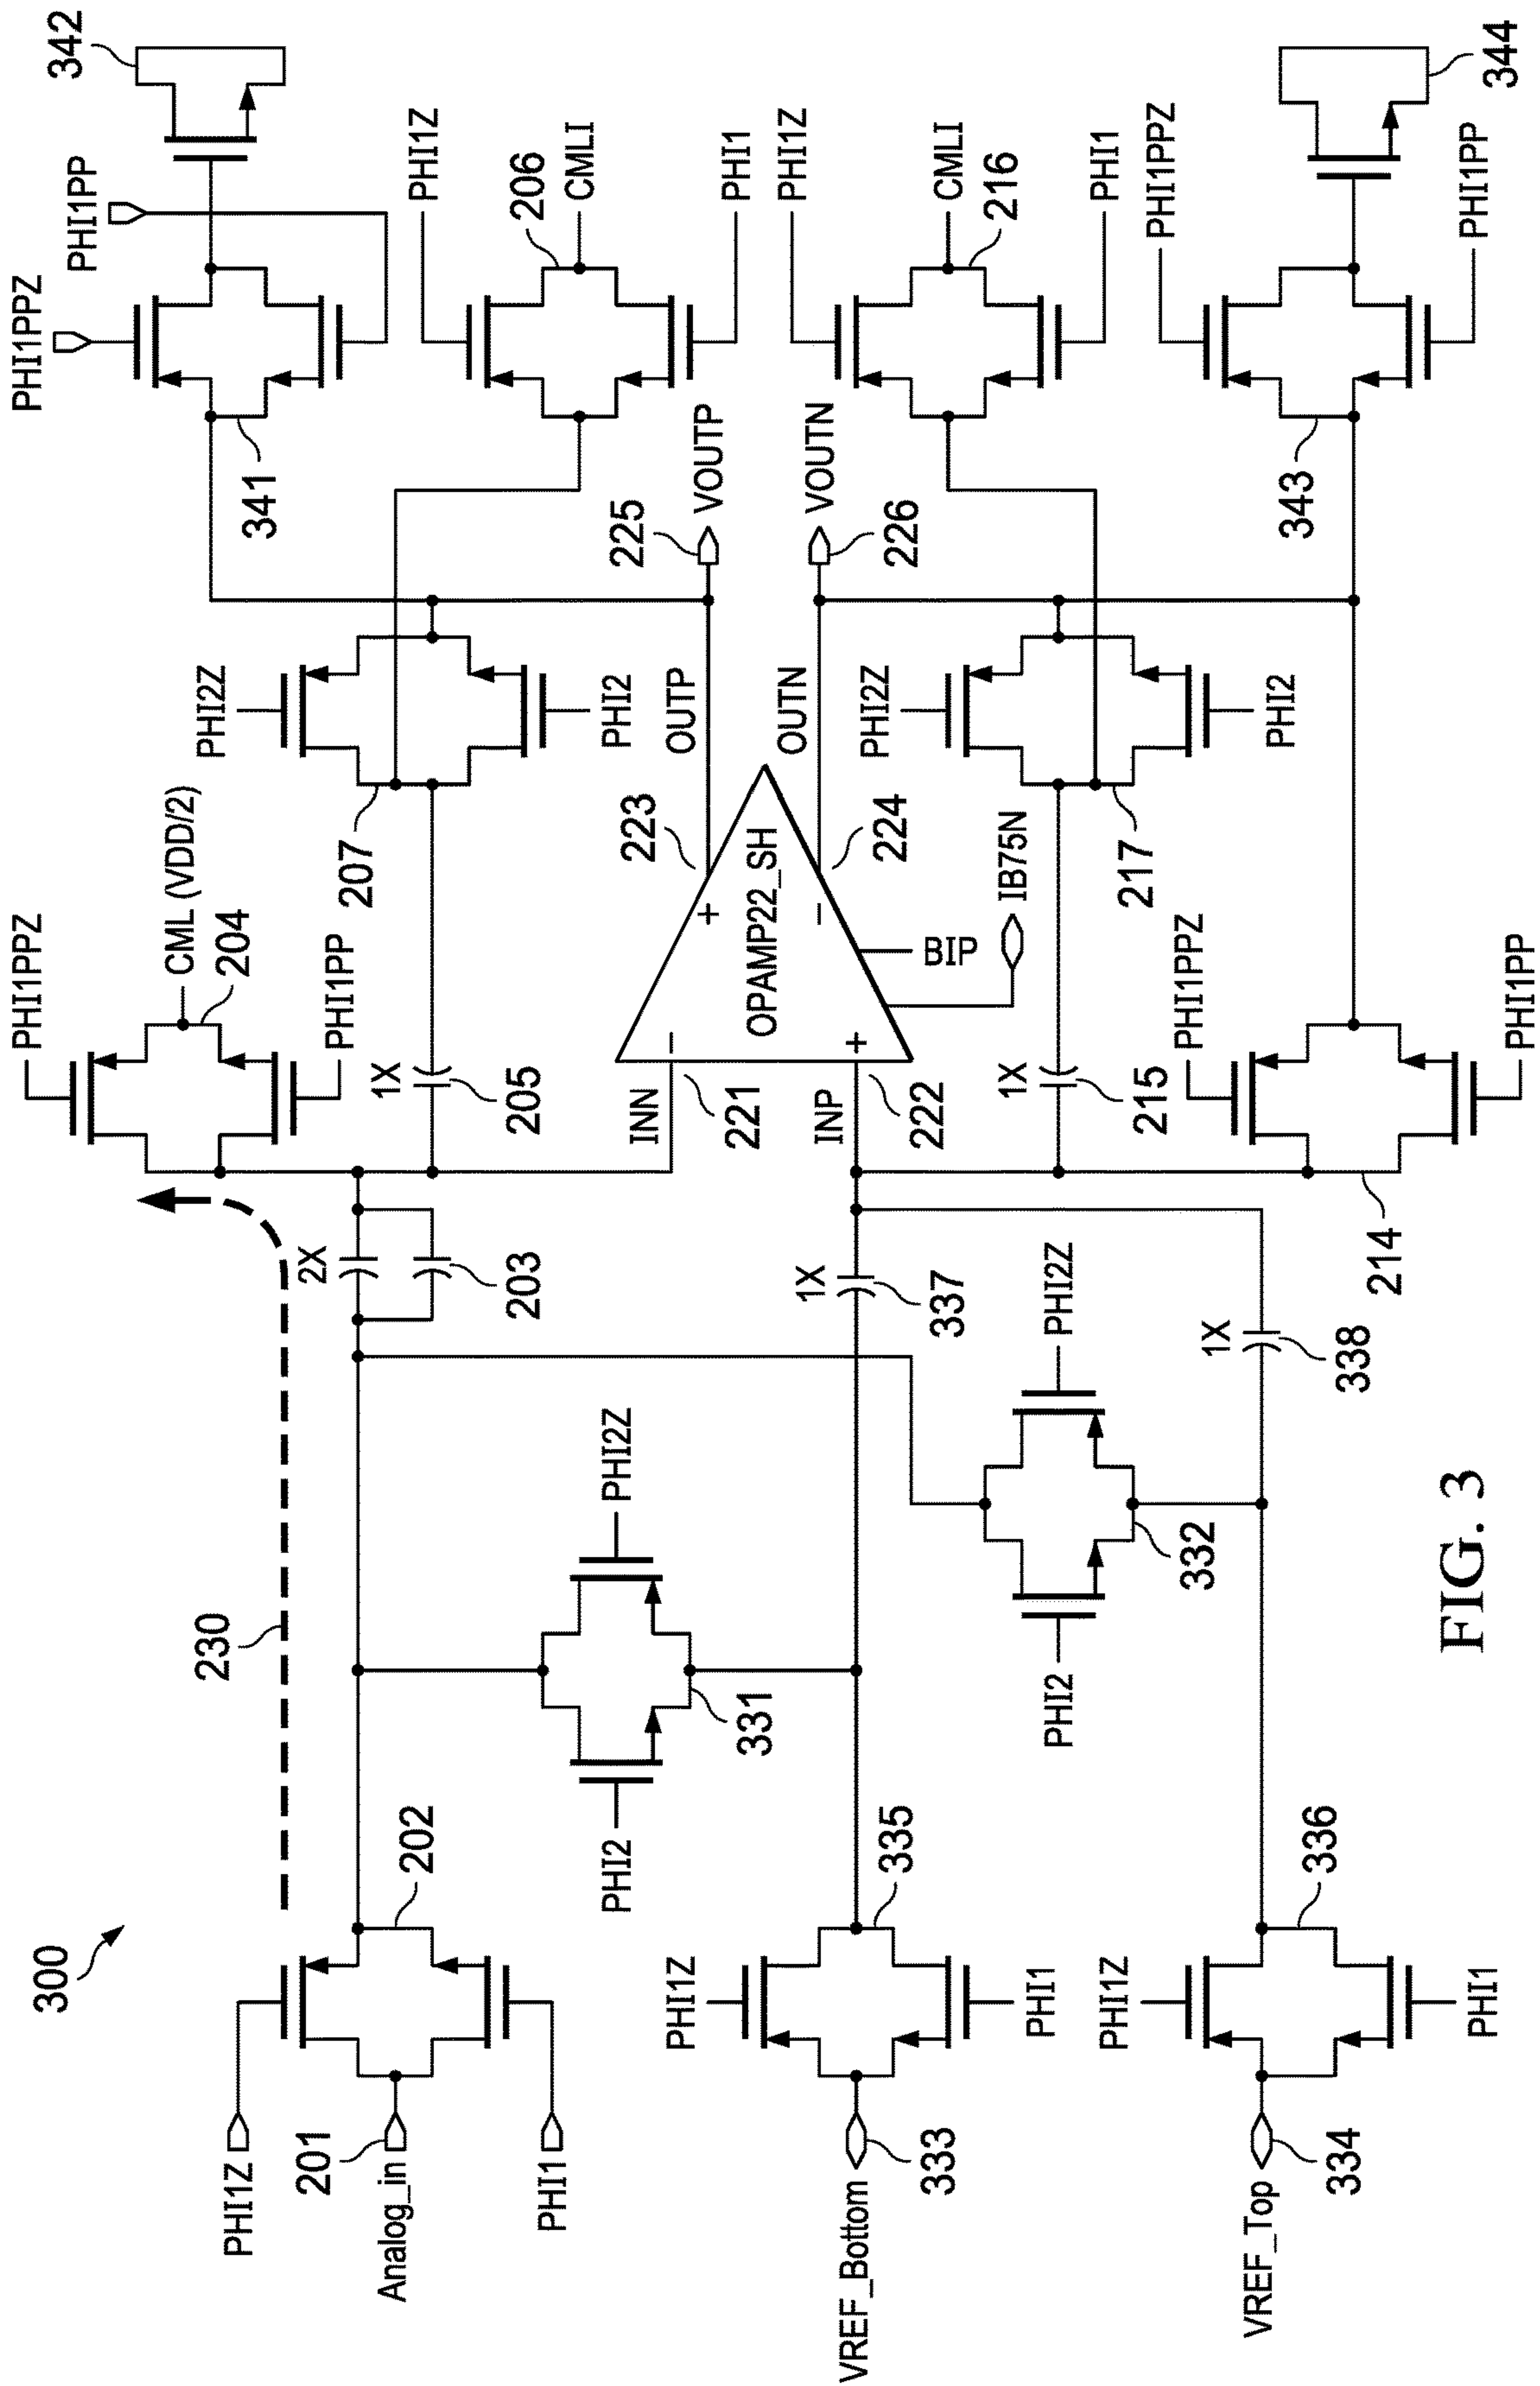 300
PHI1Z
201
Analog_in
PHI1
202
230
VREF_Bottom
333
PHI1Z
PHI1
335
VREF_Top
334
PHI1Z
PHI1
336
PHI2
331
PHI2Z
PHI2
332
PHI2Z
2X
203
1X
337
1X
338
PHI1PPZ
CML (VDD/2)
204
PHI1PP
1X
205
INN
221
INP
222
OPAMP22_SH
−
+
+
−
223
224
BIP
IB75N
1X
215
PHI1PPZ
PHI1PP
214
PHI2Z
207
PHI2
OUTP
OUTN
PHI2Z
217
PHI2
225
VOUTP
226
VOUTN
PHI1PPZ
PHI1PP
341
342
PHI1Z
206
CMLI
PHI1
PHI1Z
CMLI
216
PHI1
PHI1PPZ
343
PHI1PP
344
FIG. 3